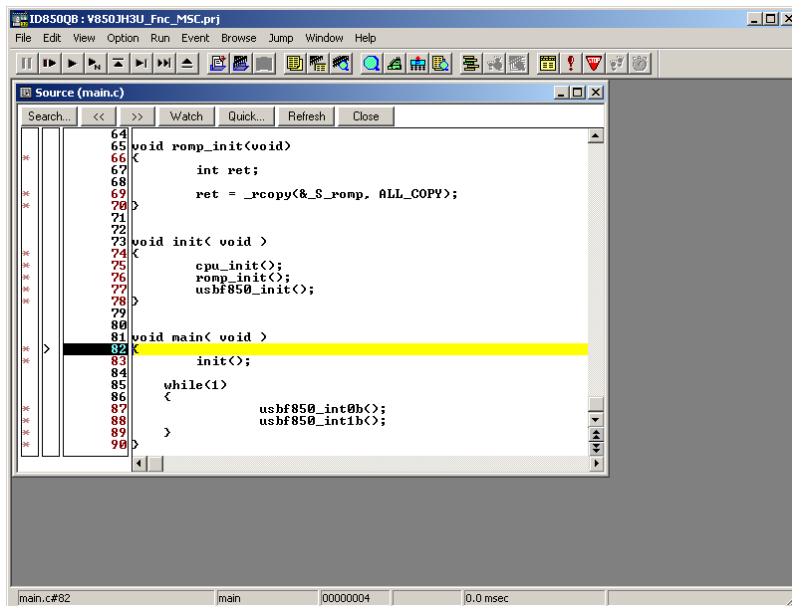 ID850QB : V850JH3U_Fnc_MSC.prj
File Edit View Option Run Event Browse Jump Window Help
Source (main.c)
Search... << >> Watch Quick... Refresh Close
64
65 void romp_init(void)
* 66 {
67 int ret;
68
* 69 ret = _rcopy(&_S_romp, ALL_COPY);
* 70 }
71
72
73 void init( void )
* 74 {
* 75 cpu_init();
* 76 romp_init();
* 77 usbf850_init();
* 78 }
79
80
81 void main( void )
* > 82 {
* 83 init();
84
85 while(1)
86 {
* 87 usbf850_int0b();
* 88 usbf850_int1b();
* 89 }
* 90 }
main.c#82 main 00000004 0.0 msec